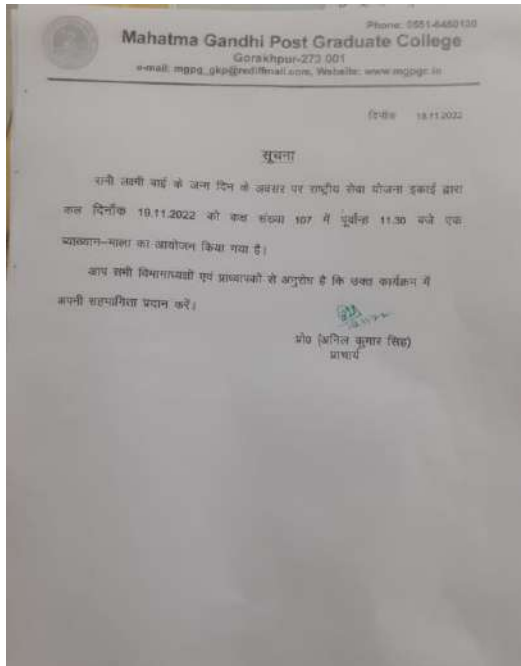 Phone: 0551-6450120
Mahatma Gandhi Post Graduate College
Gorakhpur-273 001
e-mail: mgpg_gkp@rediffmail.com, Website: www.mgpgc.in
दिनाँक 19.11.2022
सूचना
रानी लक्ष्मी बाई के जन्म दिन के अवसर पर राष्ट्रीय सेवा योजना इकाई द्वारा
कल दिनाँक 19.11.2022 को कक्ष संख्या 107 में पूर्वान्ह 11.30 बजे एक
व्याख्यान–माला का आयोजन किया गया है।
आप सभी विभागाध्यक्षों एवं प्राध्यापकों से अनुरोध है कि उक्त कार्यक्रम में
अपनी सहभागिता प्रदान करें।
प्रो० (अनिल कुमार सिंह)
प्राचार्य